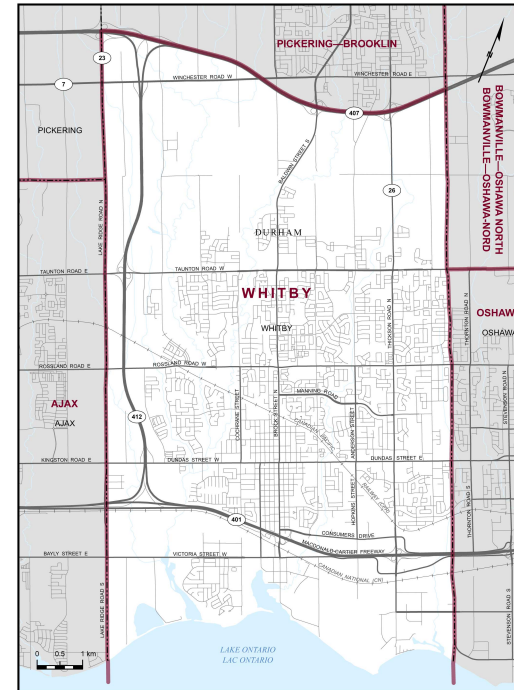 PICKERING—BROOKLIN
N
23
WINCHESTER ROAD W
WINCHESTER ROAD E
7
407
BOWMANVILLE—OSHAWA NORTH
BOWMANVILLE—OSHAWA-NORD
PICKERING
BALDWIN STREET S
26
LAKE RIDGE ROAD N
DURHAM
TAUNTON ROAD E
TAUNTON ROAD W
WHITBY
THORNTON ROAD N
THICKSON ROAD N
OSHAW
WHITBY
OSHAWA
ROSSLAND ROAD E
ROSSLAND ROAD W
STEVENSON ROAD N
MANNING ROAD
AJAX
COCHRANE STREET
BROCK STREET N
ANDERSON STREET
412
AJAX
CANADIAN PACIFIC
RAILWAY (CPR)
KINGSTON ROAD E
DUNDAS STREET W
DUNDAS STREET E
HOPKINS STREET
THORNTON ROAD S
401
CONSUMERS DRIVE
MACDONALD-CARTIER FREEWAY
BAYLY STREET E
VICTORIA STREET W
CANADIAN NATIONAL (CN)
LAKE RIDGE ROAD S
STEVENSON ROAD S
LAKE ONTARIO
LAC ONTARIO
0 0.5 1 km